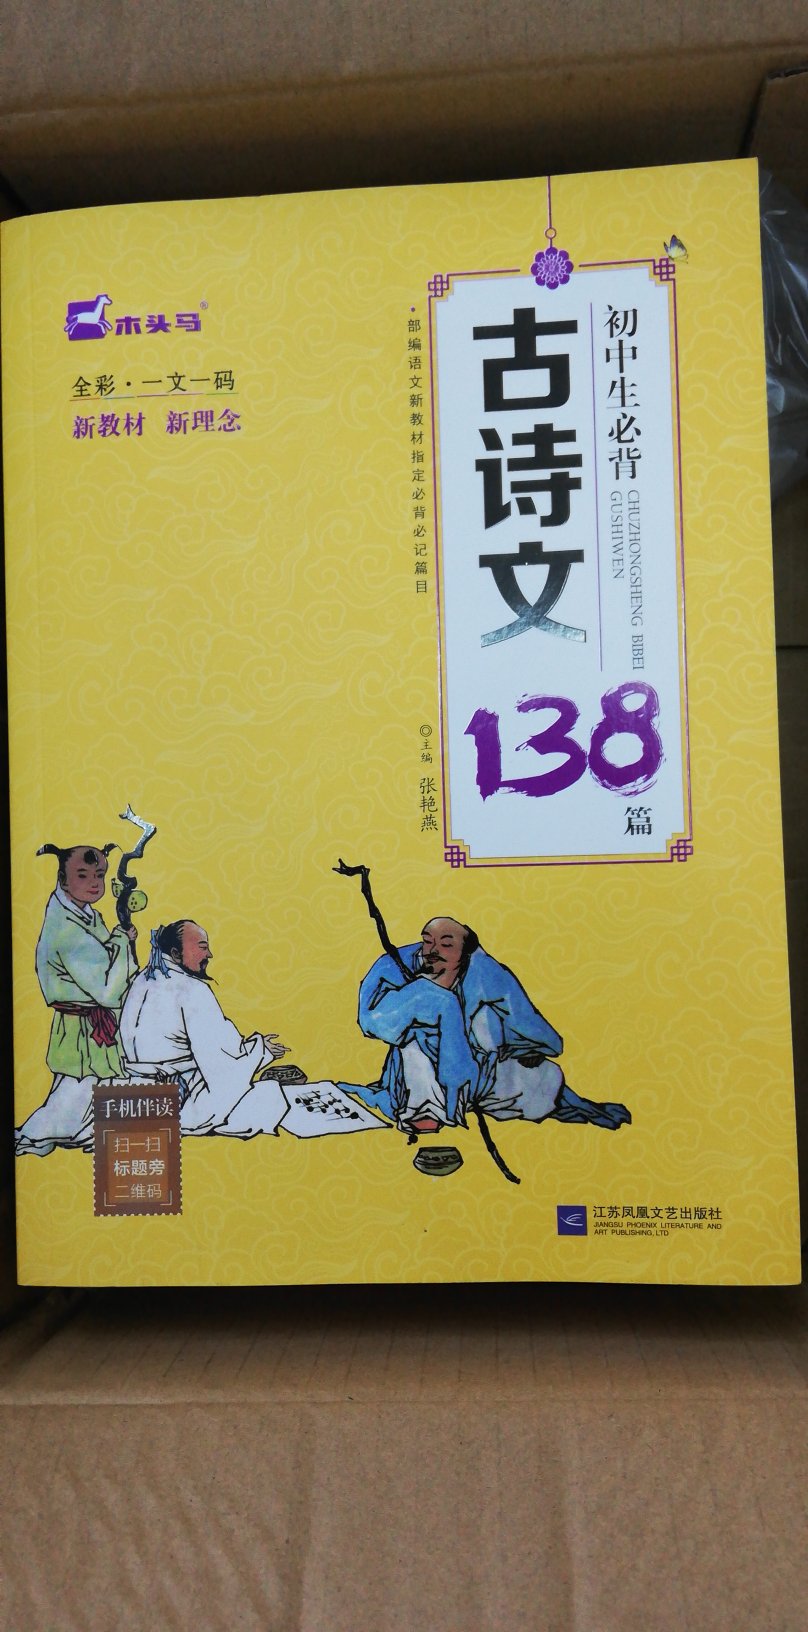 木头马®
全彩·一文一码
新教材 新理念
·部编语文新教材指定必背必记篇目
初中生必背
CHUZHONGSHENG BIBEI
GUSHIWEN
古诗文
138
篇
◎主编 张艳燕
手机伴读
扫一扫
标题旁
二维码
江苏凤凰文艺出版社
JIANGSU PHOENIX LITERATURE AND
ART PUBLISHING, LTD